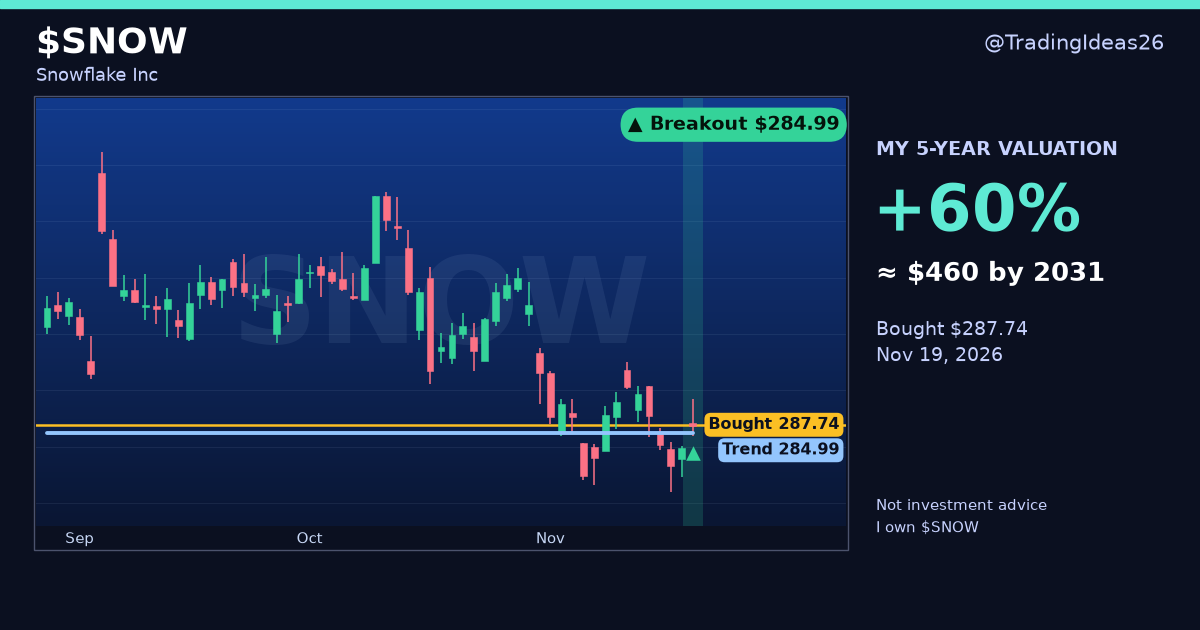 $SNOW
Snowflake Inc
@TradingIdeas26
SNOW
▲ Breakout $284.99
Bought 287.74
Trend 284.99
Sep
Oct
Nov
MY 5-YEAR VALUATION
+60%
≈ $460 by 2031
Bought $287.74
Nov 19, 2026
Not investment advice
I own $SNOW